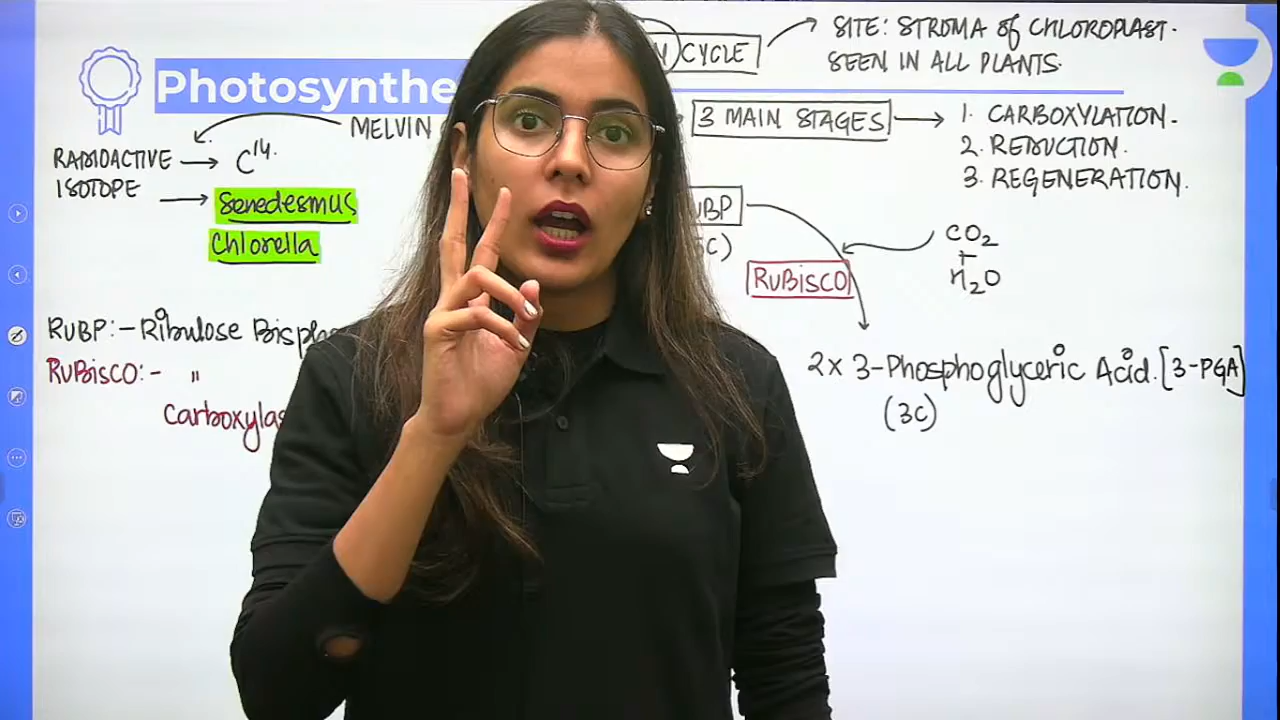 CYCLE
SITE: STROMA of CHLOROPLAST.
SEEN IN ALL PLANTS.
Photosynthe
MELVIN
3 MAIN STAGES
1. CARBOXYLATION.
2. REDUCTION.
3. REGENERATION.
RADIOACTIVE
ISOTOPE
C14.
Senedesmus
Chlorella
CO2
+
H2O
RuBisCO
RuBP:- Ribulose Bispho
RuBisCO:- "
Carboxylas
2x 3-Phosphoglyceric Acid. [3-PGA]
(3C)